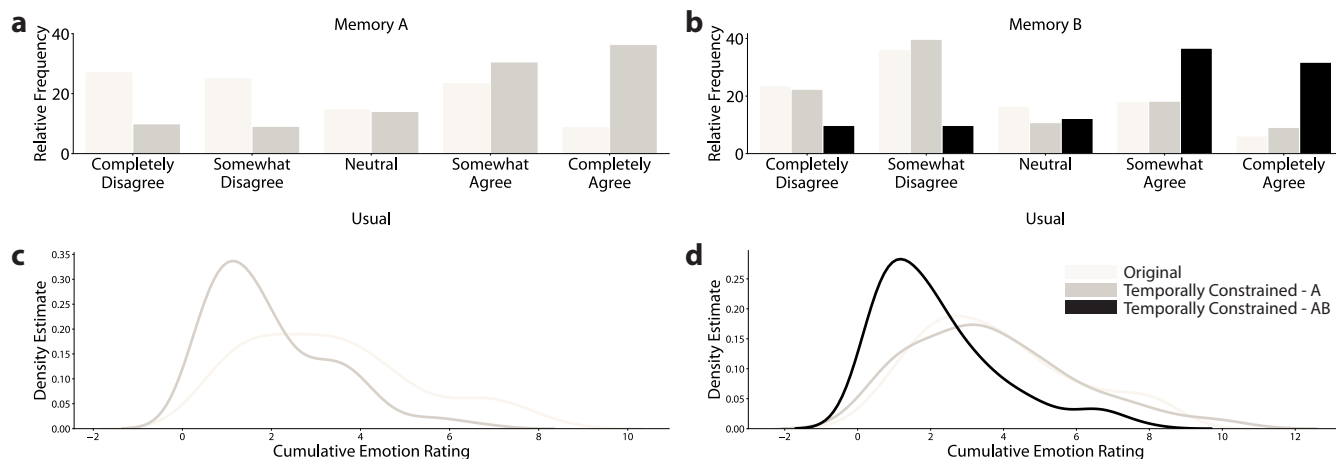 a
Memory A
Relative Frequency
40
20
0
Completely Disagree
Somewhat Disagree
Neutral
Somewhat Agree
Completely Agree
Usual
b
Memory B
Relative Frequency
40
20
0
Completely Disagree
Somewhat Disagree
Neutral
Somewhat Agree
Completely Agree
Usual
c
Density Estimate
0.35
0.30
0.25
0.20
0.15
0.10
0.05
0.00
−2
0
2
4
6
8
10
Cumulative Emotion Rating
d
Density Estimate
0.25
0.20
0.15
0.10
0.05
0.00
−2
0
2
4
6
8
10
12
Cumulative Emotion Rating
Original
Temporally Constrained - A
Temporally Constrained - AB